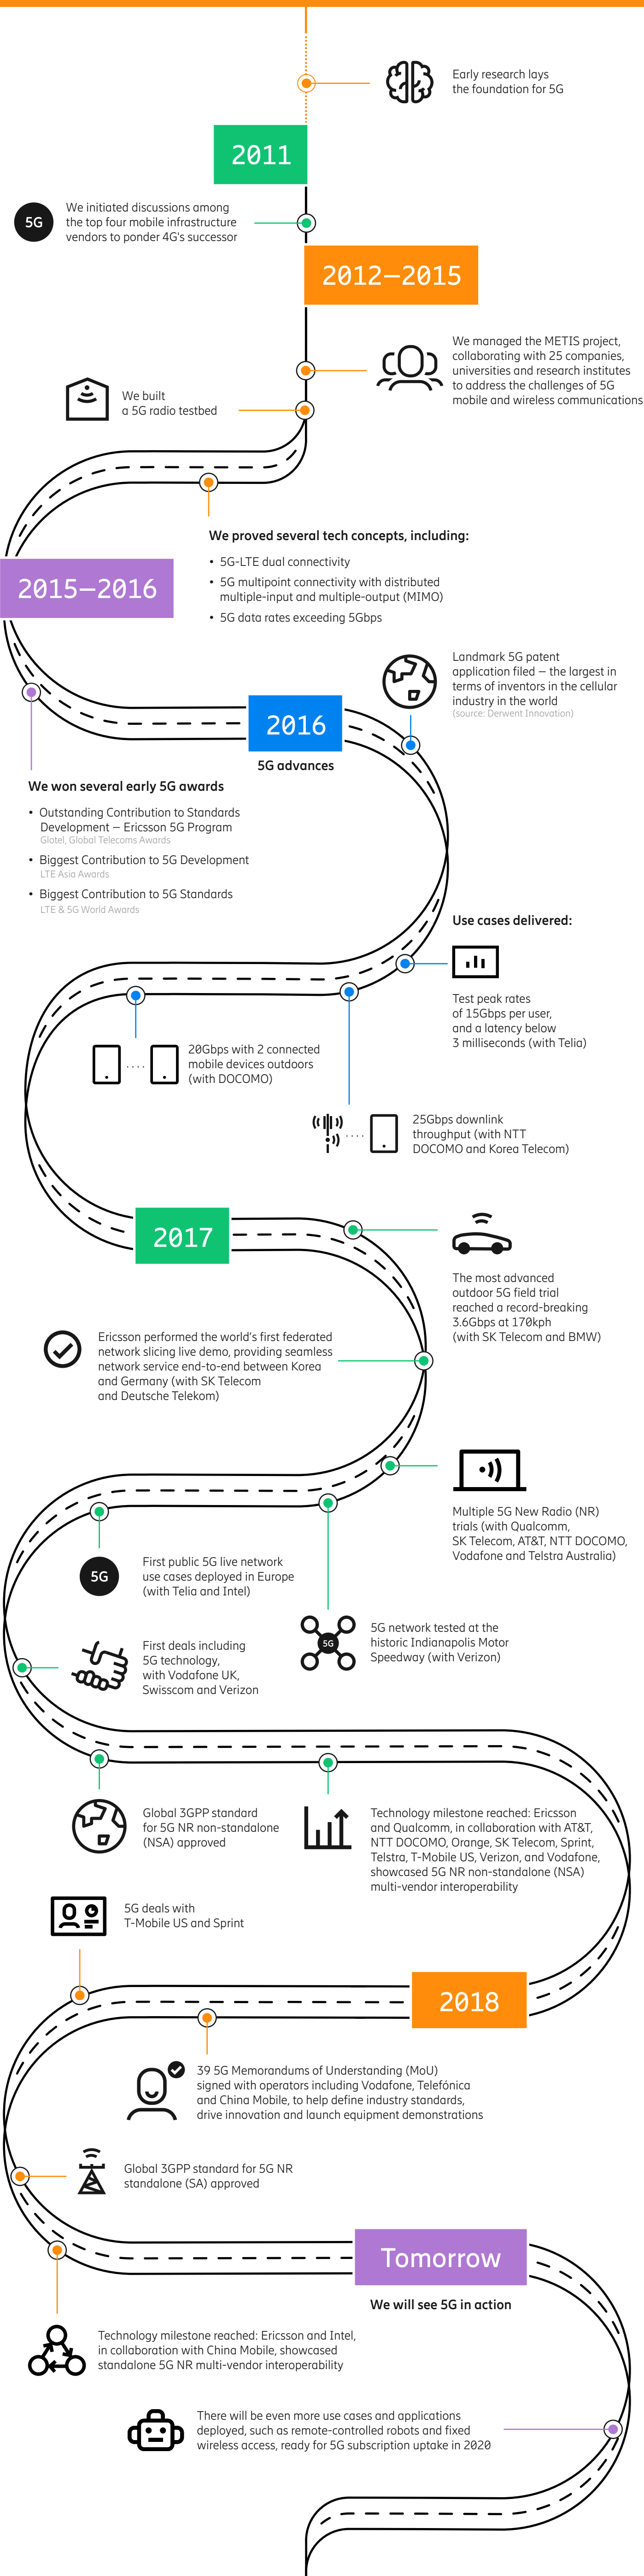 Early research lays
the foundation for 5G
2011
5G
We initiated discussions among
the top four mobile infrastructure
vendors to ponder 4G's successor
2012–2015
We managed the METIS project,
collaborating with 25 companies,
universities and research institutes
to address the challenges of 5G
mobile and wireless communications
We built
a 5G radio testbed
We proved several tech concepts, including:
• 5G-LTE dual connectivity
• 5G multipoint connectivity with distributed
multiple-input and multiple-output (MIMO)
• 5G data rates exceeding 5Gbps
2015–2016
Landmark 5G patent
application filed – the largest in
terms of inventors in the cellular
industry in the world
(source: Derwent Innovation)
2016
5G advances
We won several early 5G awards
• Outstanding Contribution to Standards
Development – Ericsson 5G Program
Glotel, Global Telecoms Awards
• Biggest Contribution to 5G Development
LTE Asia Awards
• Biggest Contribution to 5G Standards
LTE & 5G World Awards
Use cases delivered:
Test peak rates
of 15Gbps per user,
and a latency below
3 milliseconds (with Telia)
20Gbps with 2 connected
mobile devices outdoors
(with DOCOMO)
25Gbps downlink
throughput (with NTT
DOCOMO and Korea Telecom)
2017
The most advanced
outdoor 5G field trial
reached a record-breaking
3.6Gbps at 170kph
(with SK Telecom and BMW)
Ericsson performed the world's first federated
network slicing live demo, providing seamless
network service end-to-end between Korea
and Germany (with SK Telecom
and Deutsche Telekom)
Multiple 5G New Radio (NR)
trials (with Qualcomm,
SK Telecom, AT&T, NTT DOCOMO,
Vodafone and Telstra Australia)
5G
First public 5G live network
use cases deployed in Europe
(with Telia and Intel)
5G
5G network tested at the
historic Indianapolis Motor
Speedway (with Verizon)
First deals including
5G technology,
with Vodafone UK,
Swisscom and Verizon
Global 3GPP standard
for 5G NR non-standalone
(NSA) approved
Technology milestone reached: Ericsson
and Qualcomm, in collaboration with AT&T,
NTT DOCOMO, Orange, SK Telecom, Sprint,
Telstra, T-Mobile US, Verizon, and Vodafone,
showcased 5G NR non-standalone (NSA)
multi-vendor interoperability
5G deals with
T-Mobile US and Sprint
2018
39 5G Memorandums of Understanding (MoU)
signed with operators including Vodafone, Telefónica
and China Mobile, to help define industry standards,
drive innovation and launch equipment demonstrations
Global 3GPP standard for 5G NR
standalone (SA) approved
Tomorrow
We will see 5G in action
Technology milestone reached: Ericsson and Intel,
in collaboration with China Mobile, showcased
standalone 5G NR multi-vendor interoperability
There will be even more use cases and applications
deployed, such as remote-controlled robots and fixed
wireless access, ready for 5G subscription uptake in 2020